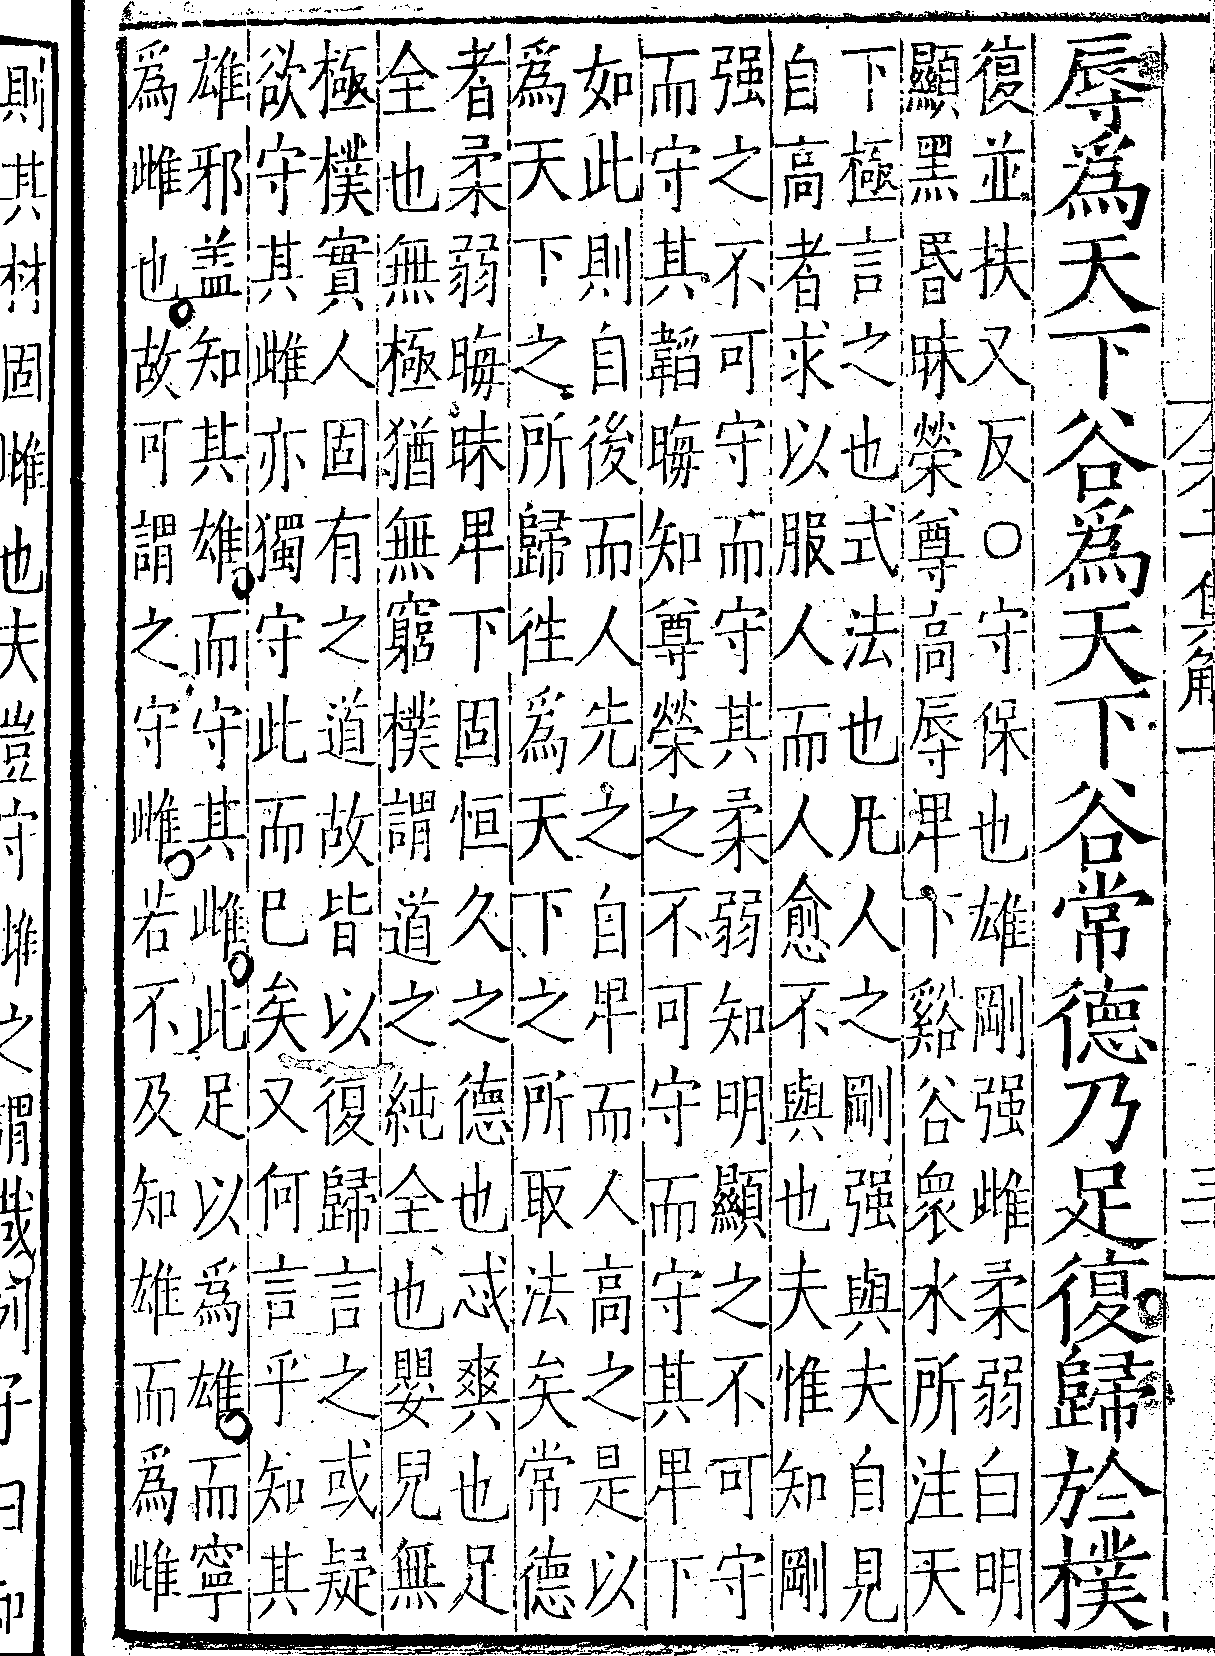 老子集解一 三
辱爲天下谷爲天下谷常德乃足復歸於樸
復並扶又反○守保也雄剛强雌柔弱白明
顯黑昏昧榮尊高辱卑下谿谷衆水所注天
下極言之也式法也凡人之剛强與夫自見
自高者求以服人而人愈不與也夫惟知剛
强之不可守而守其柔弱知明顯之不可守
而守其韜晦知尊榮之不可守而守其卑下
如此則自後而人先之自卑而人高之是以
爲天下之所歸徃爲天下之所取法矣常德
者柔弱晦昧卑下固恒久之德也忒爽也足
全也無極猶無窮樸謂道之純全也嬰兒無
極樸實人固有之道故皆以復歸言之或疑
欲守其雌亦獨守此而已矣又何言乎知其
雄邪盖知其雄而守其雌此足以爲雄而寧
爲雌也故可謂之守雌若不及知雄而爲雌
則其材固雌也夫豈守雌之謂哉列子曰